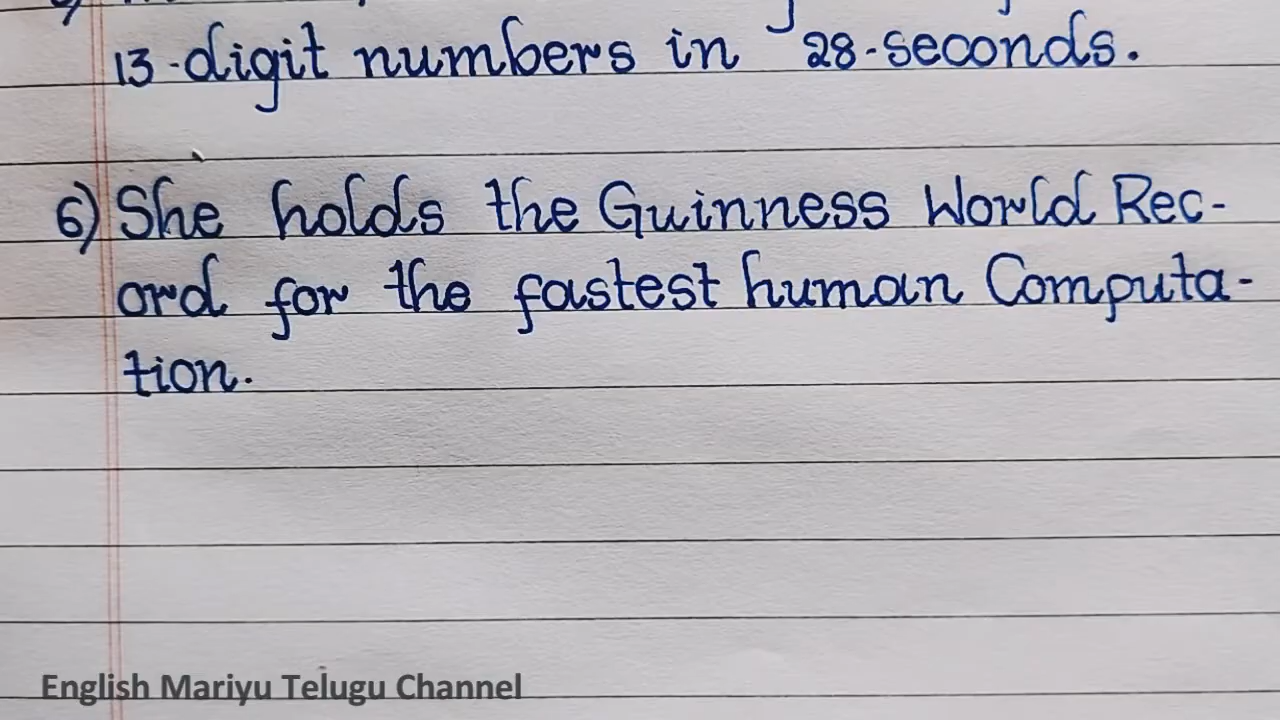 13-digit numbers in 28-seconds.
6) She holds the Guinness World Rec-
ord for the fastest human Computa-
tion.
English Mariyu Telugu Channel